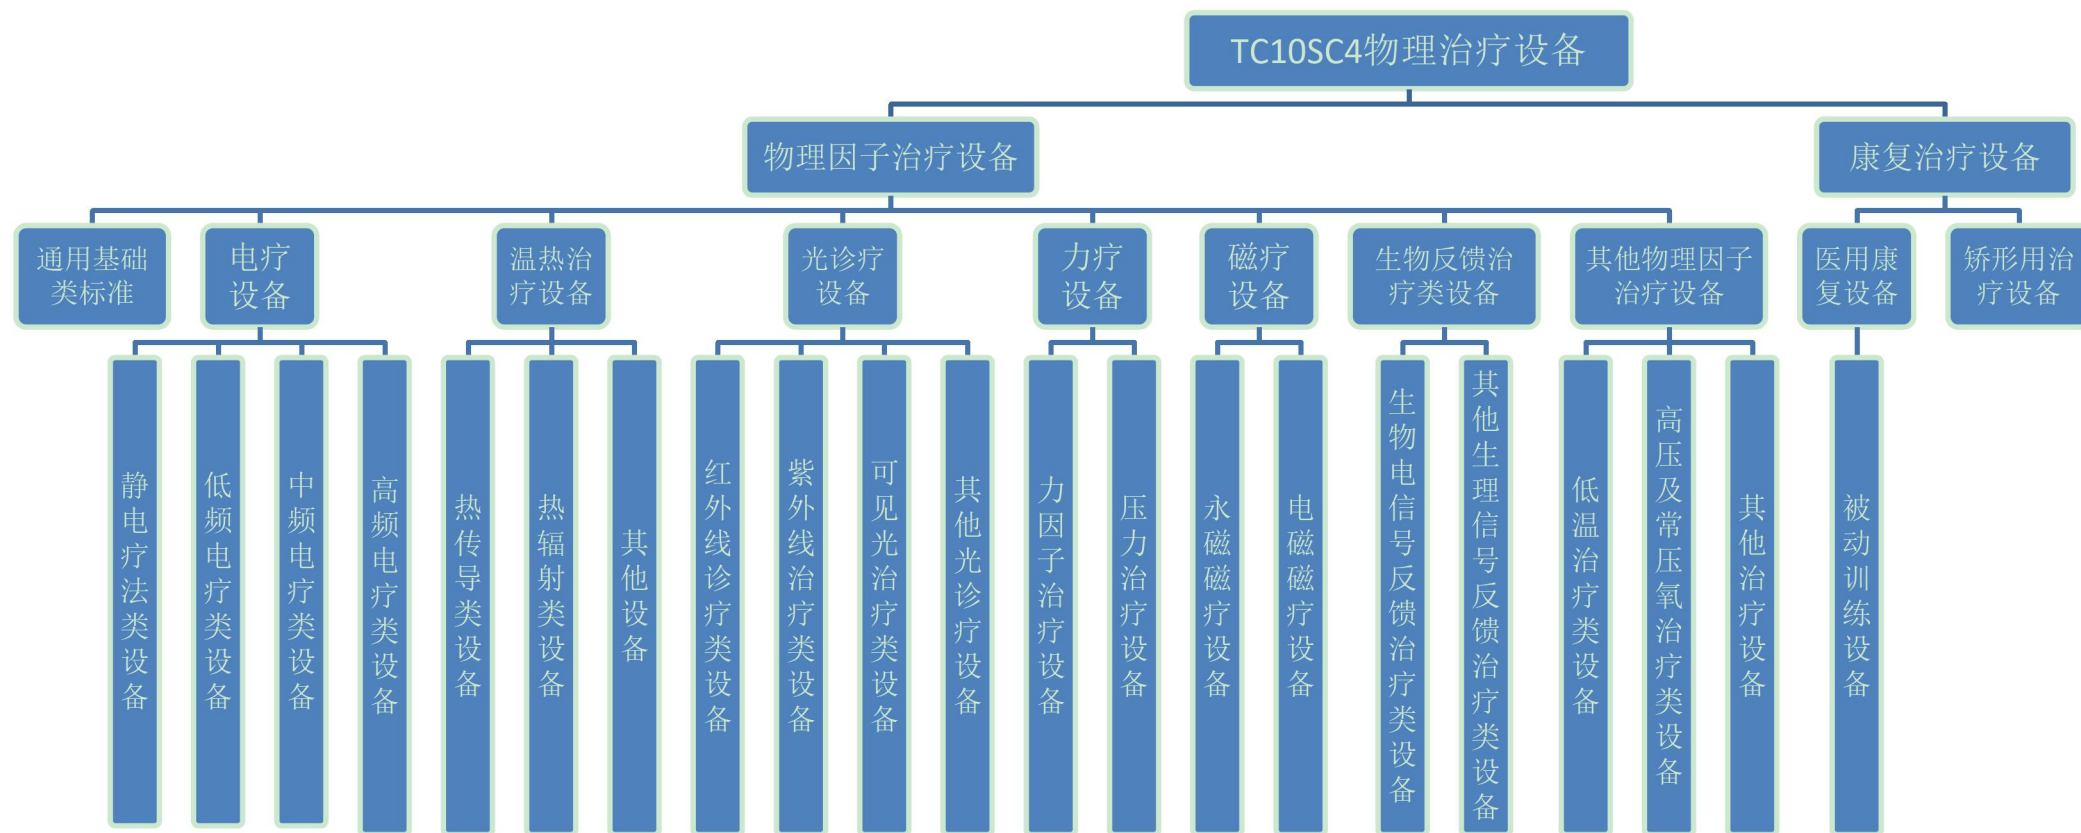 TC10SC4物理治疗设备
物理因子治疗设备
康复治疗设备
通用基础
类标准
电疗
设备
温热治
疗设备
光诊疗
设备
力疗
设备
磁疗
设备
生物反馈治
疗类设备
其他物理因子
治疗设备
医用康
复设备
矫形用治
疗设备
静电疗法类设备
低频电疗类设备
中频电疗类设备
高频电疗类设备
热传导类设备
热辐射类设备
其他设备
红外线诊疗类设备
紫外线治疗类设备
可见光治疗类设备
其他光诊疗设备
力因子治疗设备
压力治疗设备
永磁磁疗设备
电磁磁疗设备
生物电信号反馈治疗类设备
其他生理信号反馈治疗类设备
低温治疗类设备
高压及常压氧治疗类设备
其他治疗设备
被动训练设备